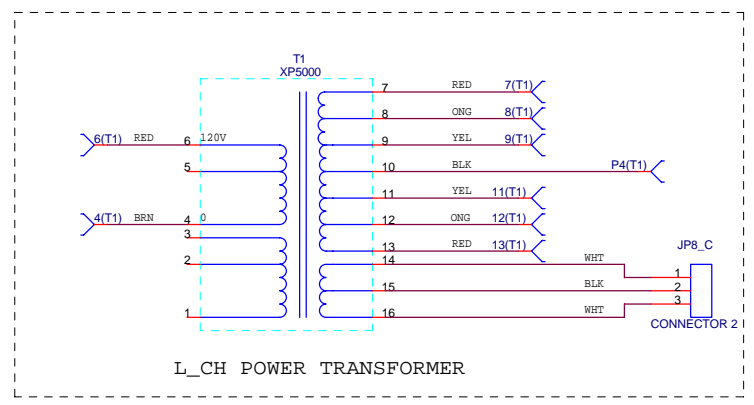 T1
XP5000
7 RED 7(T1)
8 ONG 8(T1)
6(T1) RED 6 120V 9 YEL 9(T1)
5 10 BLK P4(T1)
11 YEL 11(T1)
4(T1) BRN 4 0 12 ONG 12(T1)
3 13 RED 13(T1) JP8_C
2 14 WHT
1
15 BLK 2
1 16 WHT 3
CONNECTOR 2
L_CH POWER TRANSFORMER